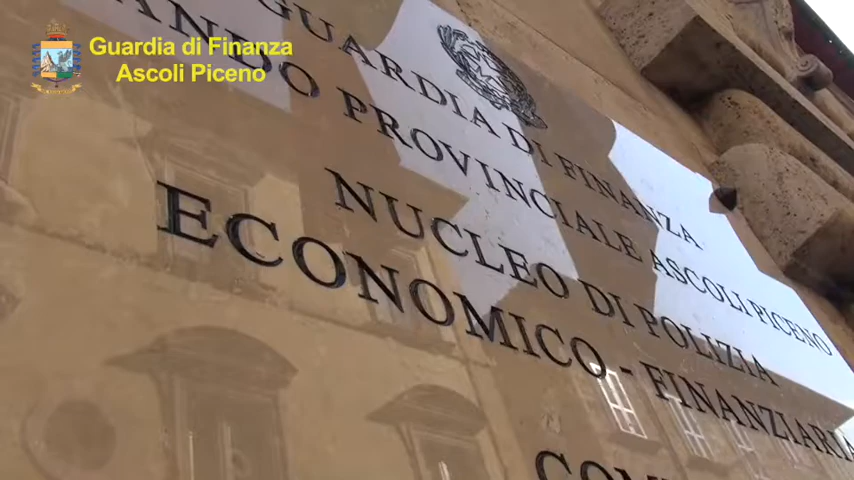 Guardia di Finanza
Ascoli Piceno
GUARDIA DI FINANZA
PROVINCIALE ASCOLI PICENO
NUCLEO DI POLIZIA
ECONOMICO - FINANZIARIA